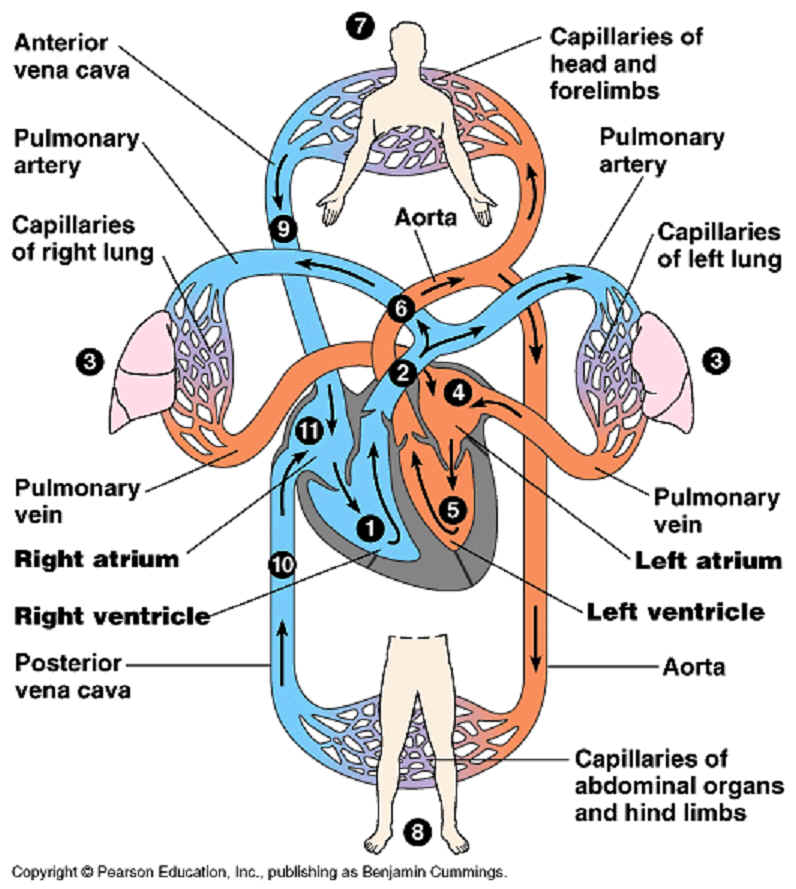 7
Anterior
vena cava
Capillaries of
head and
forelimbs
Pulmonary
artery
Pulmonary
artery
Capillaries
of right lung
9
Aorta
Capillaries
of left lung
6
3
2
4
3
11
Pulmonary
vein
5
1
Pulmonary
vein
Right atrium
10
Left atrium
Right ventricle
Left ventricle
Posterior
vena cava
Aorta
Capillaries of
abdominal organs
and hind limbs
8
Copyright © Pearson Education, Inc., publishing as Benjamin Cummings.